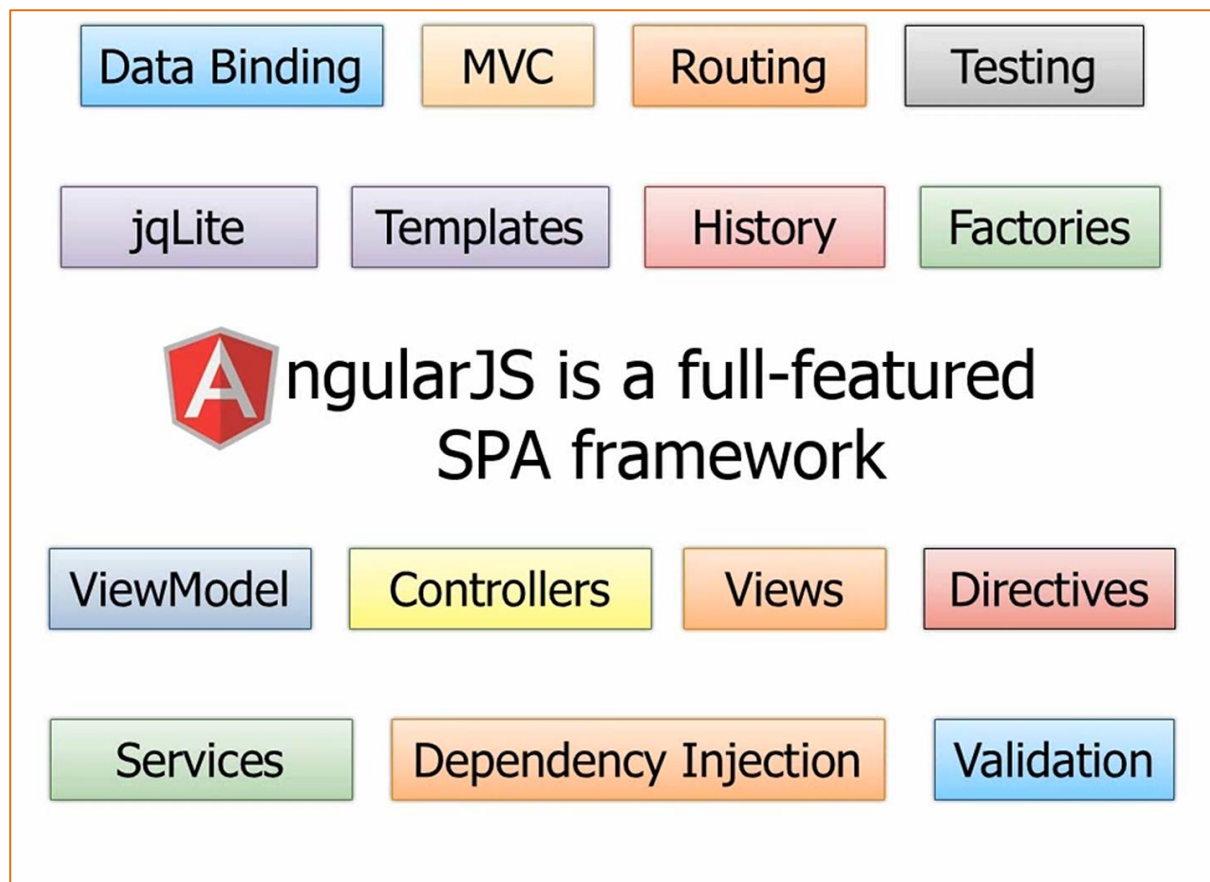 Data Binding MVC Routing Testing
jqLite Templates History Factories
AngularJS is a full-featured
SPA framework
ViewModel Controllers Views Directives
Services Dependency Injection Validation